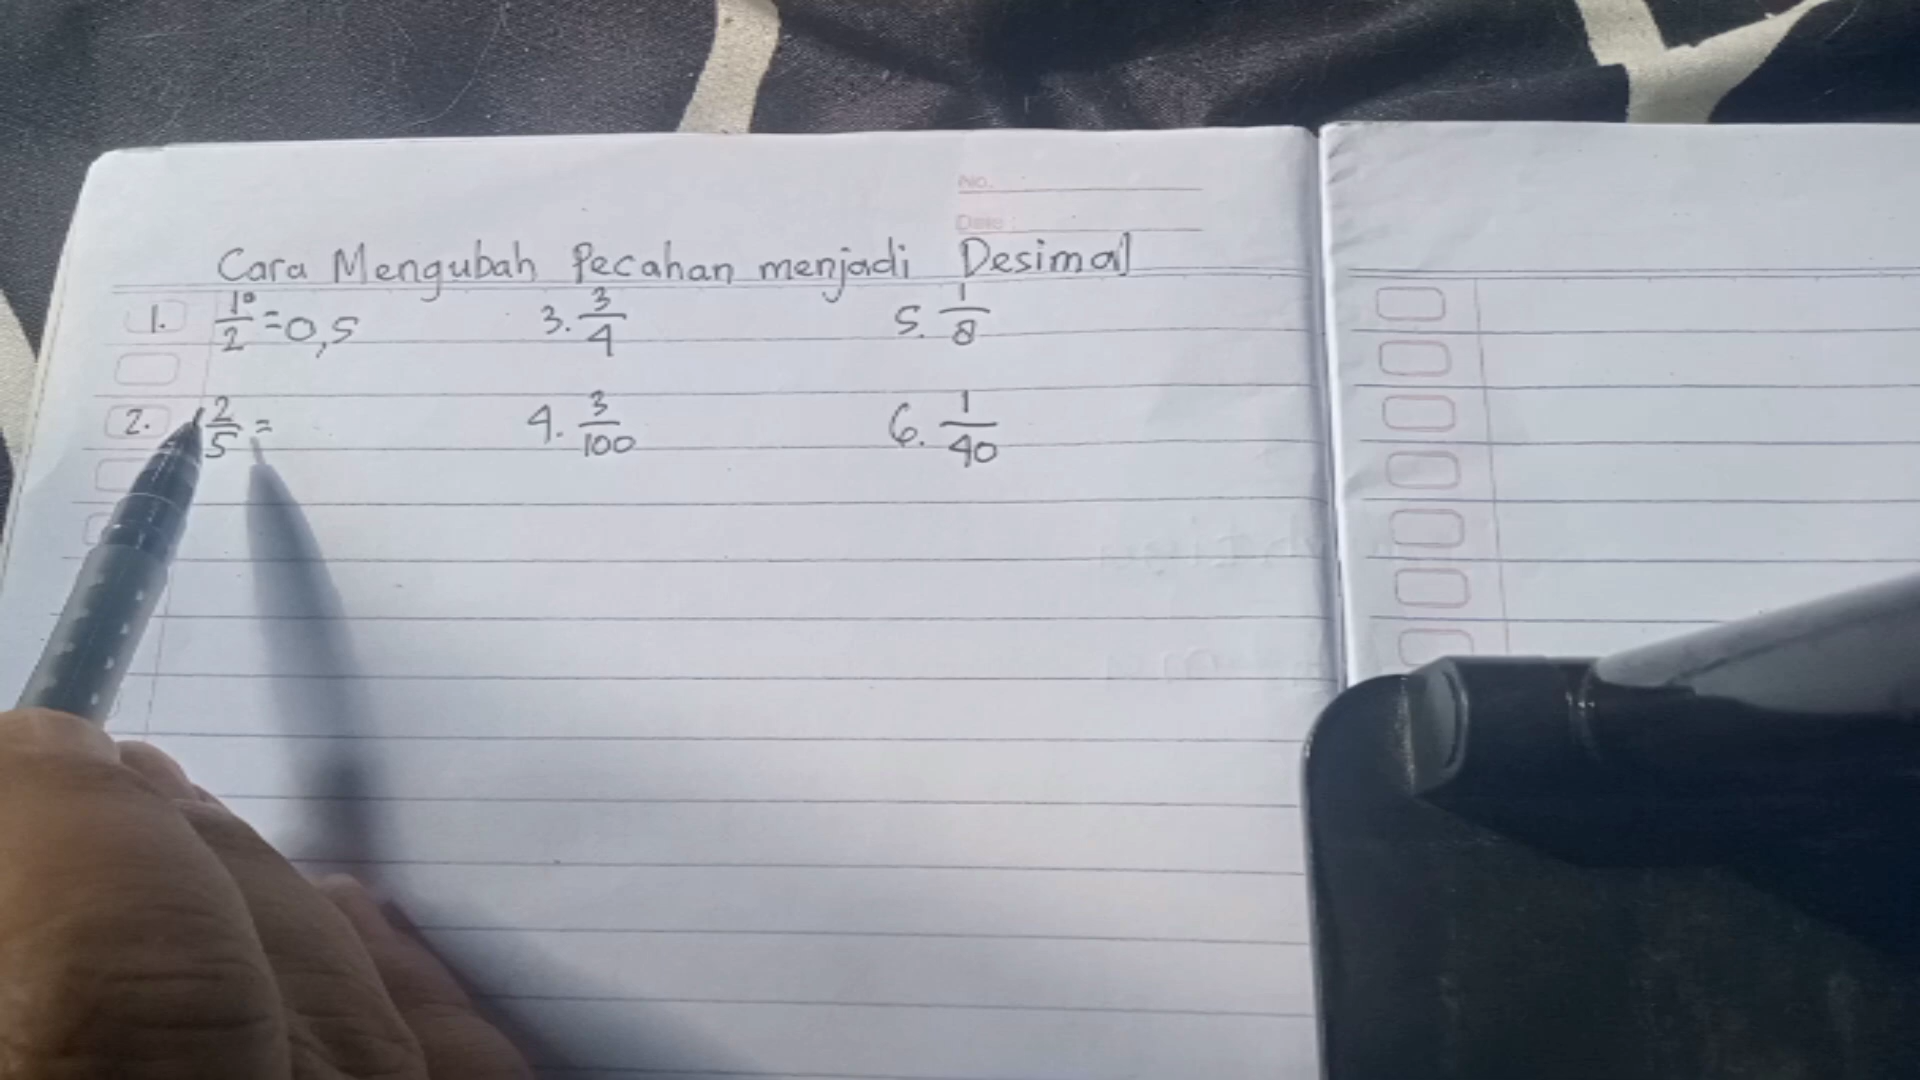 No.
Date:
Cara Mengubah Pecahan menjadi Desimal
1. 1°/2 = 0,5 3. 3/4 5. 1/8
2. 2/5 = 4. 3/100 6. 1/40